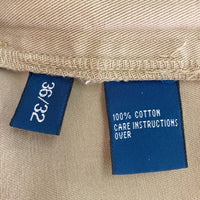 36/32
100% COTTON
CARE INSTRUCTIONS
OVER